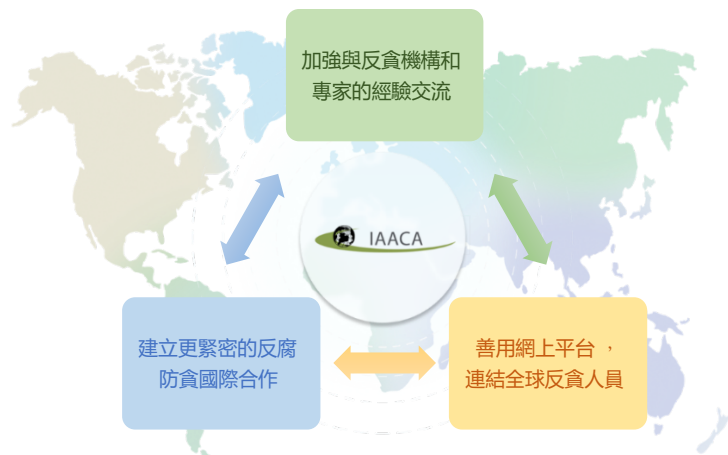 加強與反貪機構和
專家的經驗交流
IAACA
建立更緊密的反腐
防貪國際合作
善用網上平台，
連結全球反貪人員